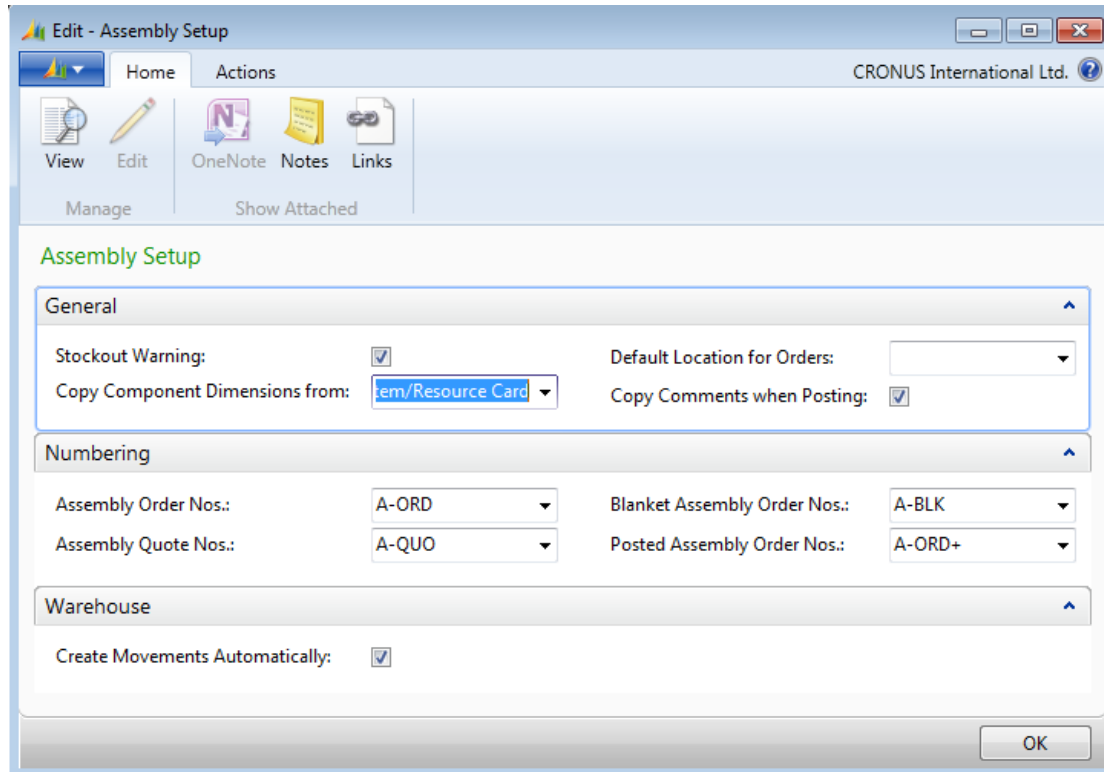 Edit - Assembly Setup
Home Actions CRONUS International Ltd.
View Edit OneNote Notes Links
Manage Show Attached
Assembly Setup
General
Stockout Warning: Default Location for Orders:
Copy Component Dimensions from: tem/Resource Card Copy Comments when Posting:
Numbering
Assembly Order Nos.: A-ORD Blanket Assembly Order Nos.: A-BLK
Assembly Quote Nos.: A-QUO Posted Assembly Order Nos.: A-ORD+
Warehouse
Create Movements Automatically:
OK